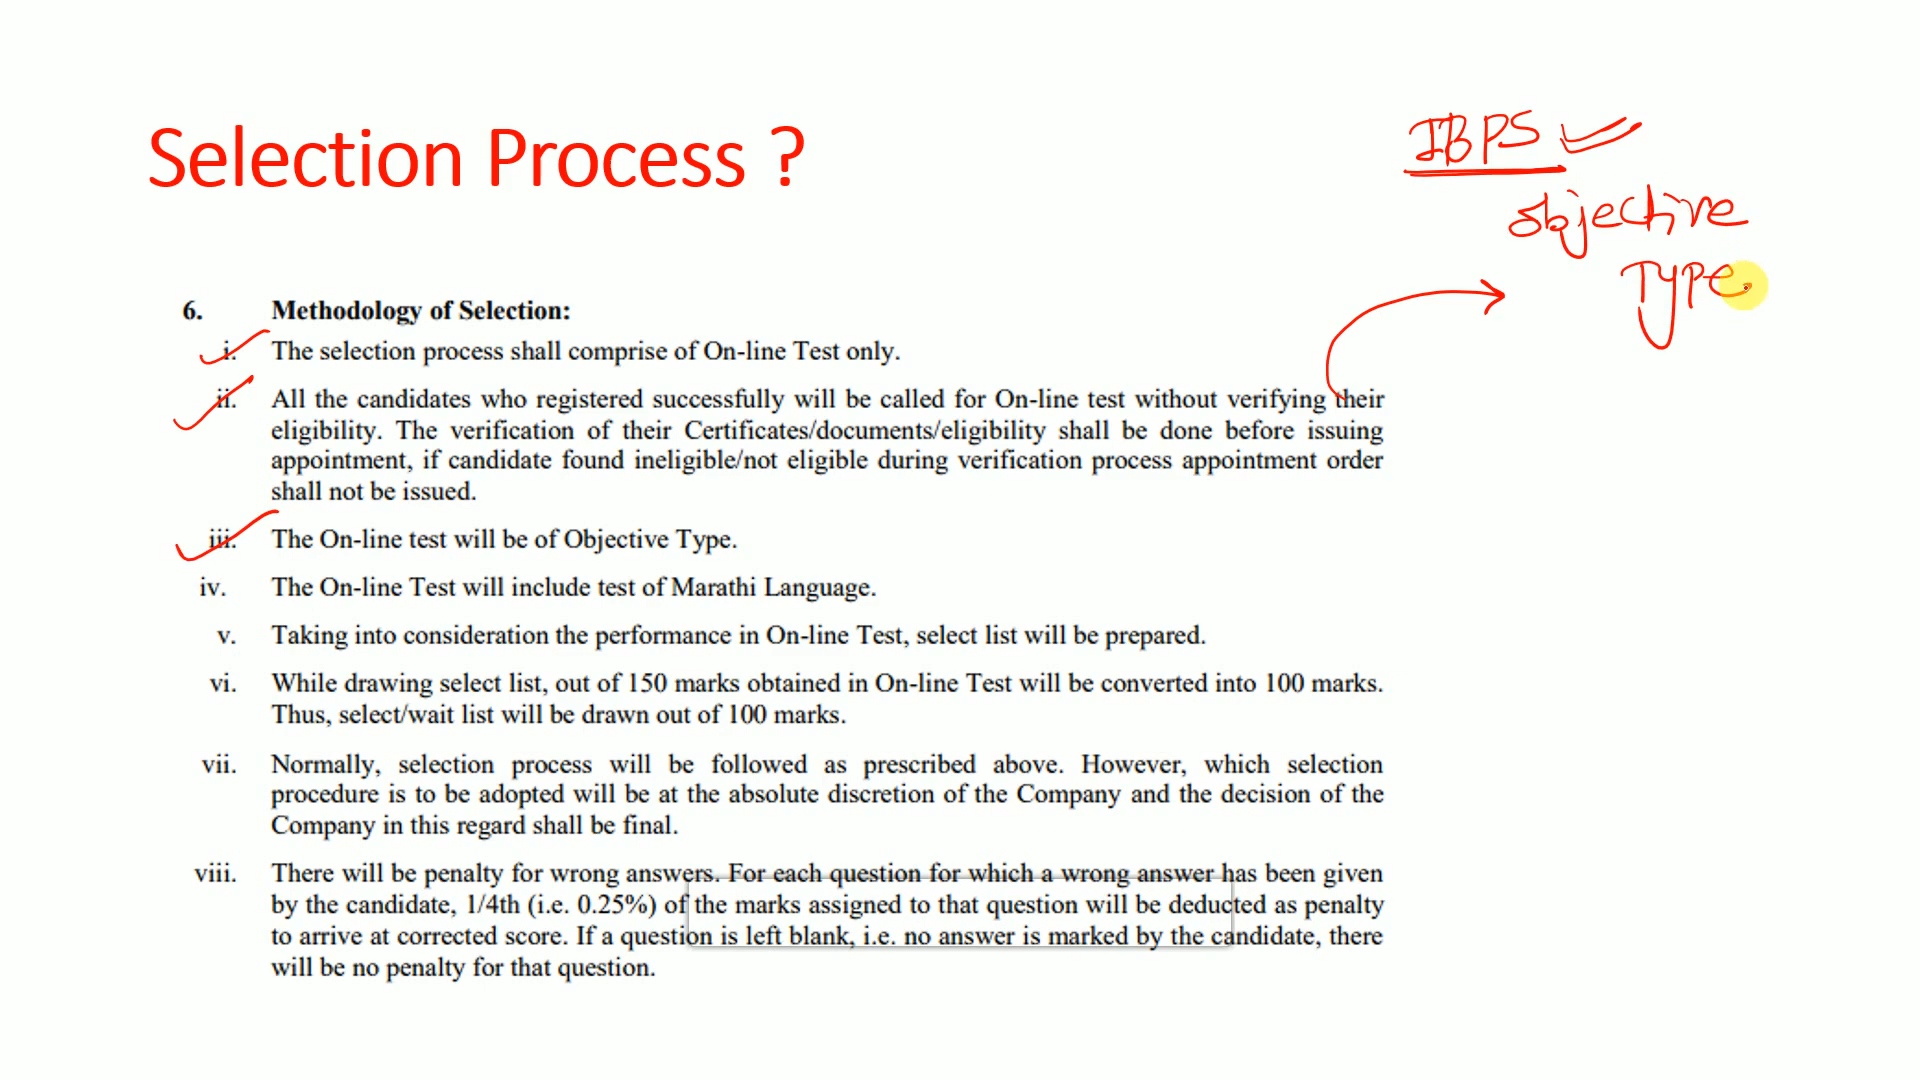 Selection Process ?
IBPS
objective
Type
6. Methodology of Selection:
i. The selection process shall comprise of On-line Test only.
ii. All the candidates who registered successfully will be called for On-line test without verifying their
eligibility. The verification of their Certificates/documents/eligibility shall be done before issuing
appointment, if candidate found ineligible/not eligible during verification process appointment order
shall not be issued.
iii. The On-line test will be of Objective Type.
iv. The On-line Test will include test of Marathi Language.
v. Taking into consideration the performance in On-line Test, select list will be prepared.
vi. While drawing select list, out of 150 marks obtained in On-line Test will be converted into 100 marks.
Thus, select/wait list will be drawn out of 100 marks.
vii. Normally, selection process will be followed as prescribed above. However, which selection
procedure is to be adopted will be at the absolute discretion of the Company and the decision of the
Company in this regard shall be final.
viii. There will be penalty for wrong answers. For each question for which a wrong answer has been given
by the candidate, 1/4th (i.e. 0.25%) of the marks assigned to that question will be deducted as penalty
to arrive at corrected score. If a question is left blank, i.e. no answer is marked by the candidate, there
will be no penalty for that question.